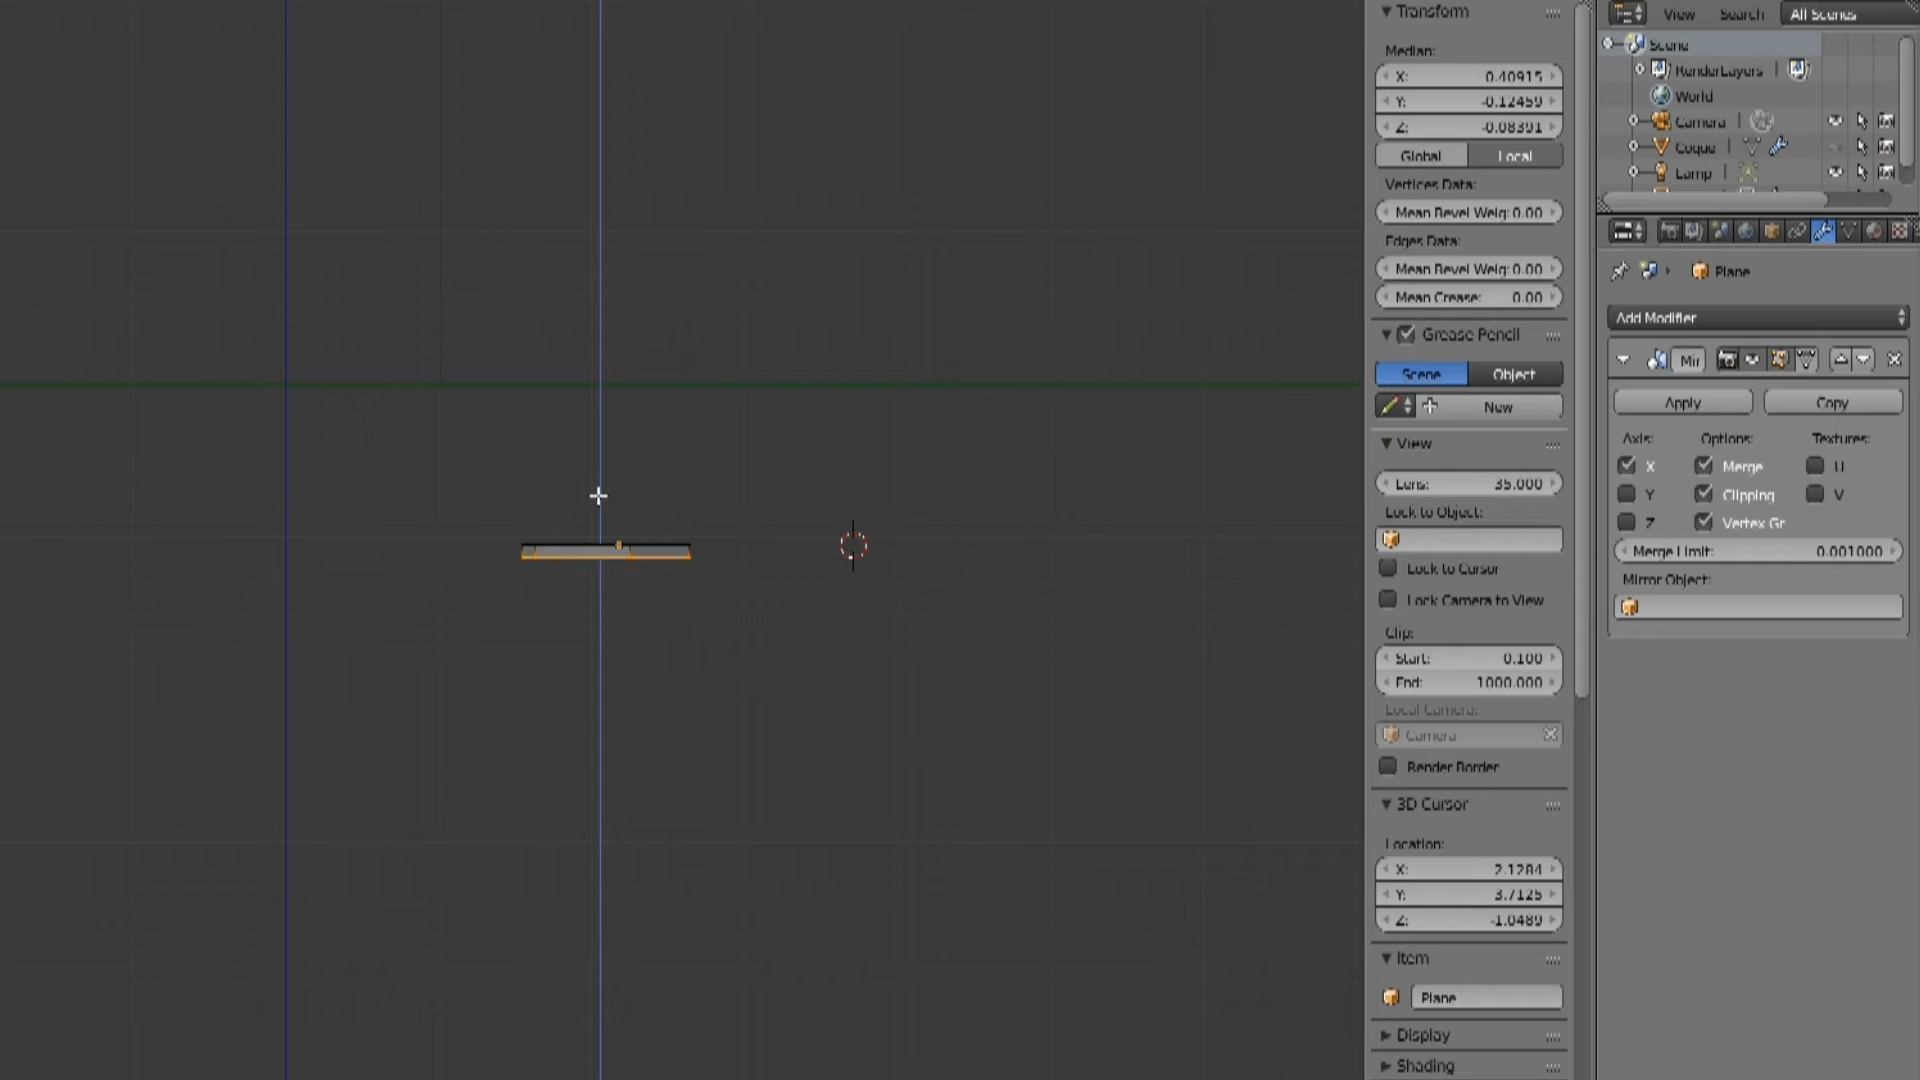 Transform
Median:
X: 0.40915
Y: -0.12459
Z: -0.08391
Global Local
Vertices Data:
Mean Bevel Weig: 0.00
Edges Data:
Mean Bevel Weig: 0.00
Mean Crease: 0.00
Grease Pencil
Scene Object
New
View
Lens: 35.000
Lock to Object:
Lock to Cursor
Lock Camera to View
Clip:
Start: 0.100
End: 1000.000
Local Camera:
Camera
Render Border
3D Cursor
Location:
X: 2.1284
Y: 3.7125
Z: -1.0489
Item
Plane
Display
Shading
View Search All Scenes
Scene
RenderLayers
World
Camera
Coque
Lamp
Plane
Add Modifier
Mir
Apply Copy
Axis: Options: Textures:
X Merge U
Y Clipping V
Z Vertex Gr
Merge Limit: 0.001000
Mirror Object: